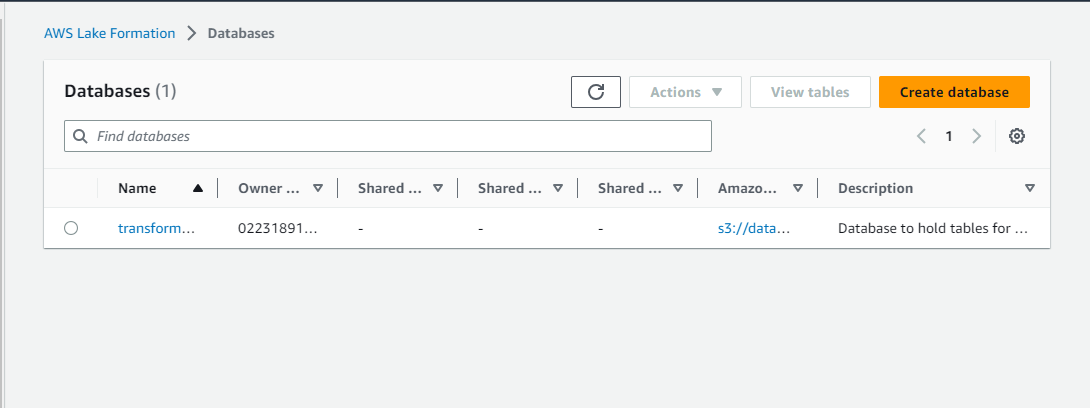 AWS Lake Formation > Databases
Databases (1)
Actions
View tables
Create database
Find databases
1
Name Owner ... Shared ... Shared ... Shared ... Amazo... Description
transform... 02231891... - - - s3://data... Database to hold tables for ...